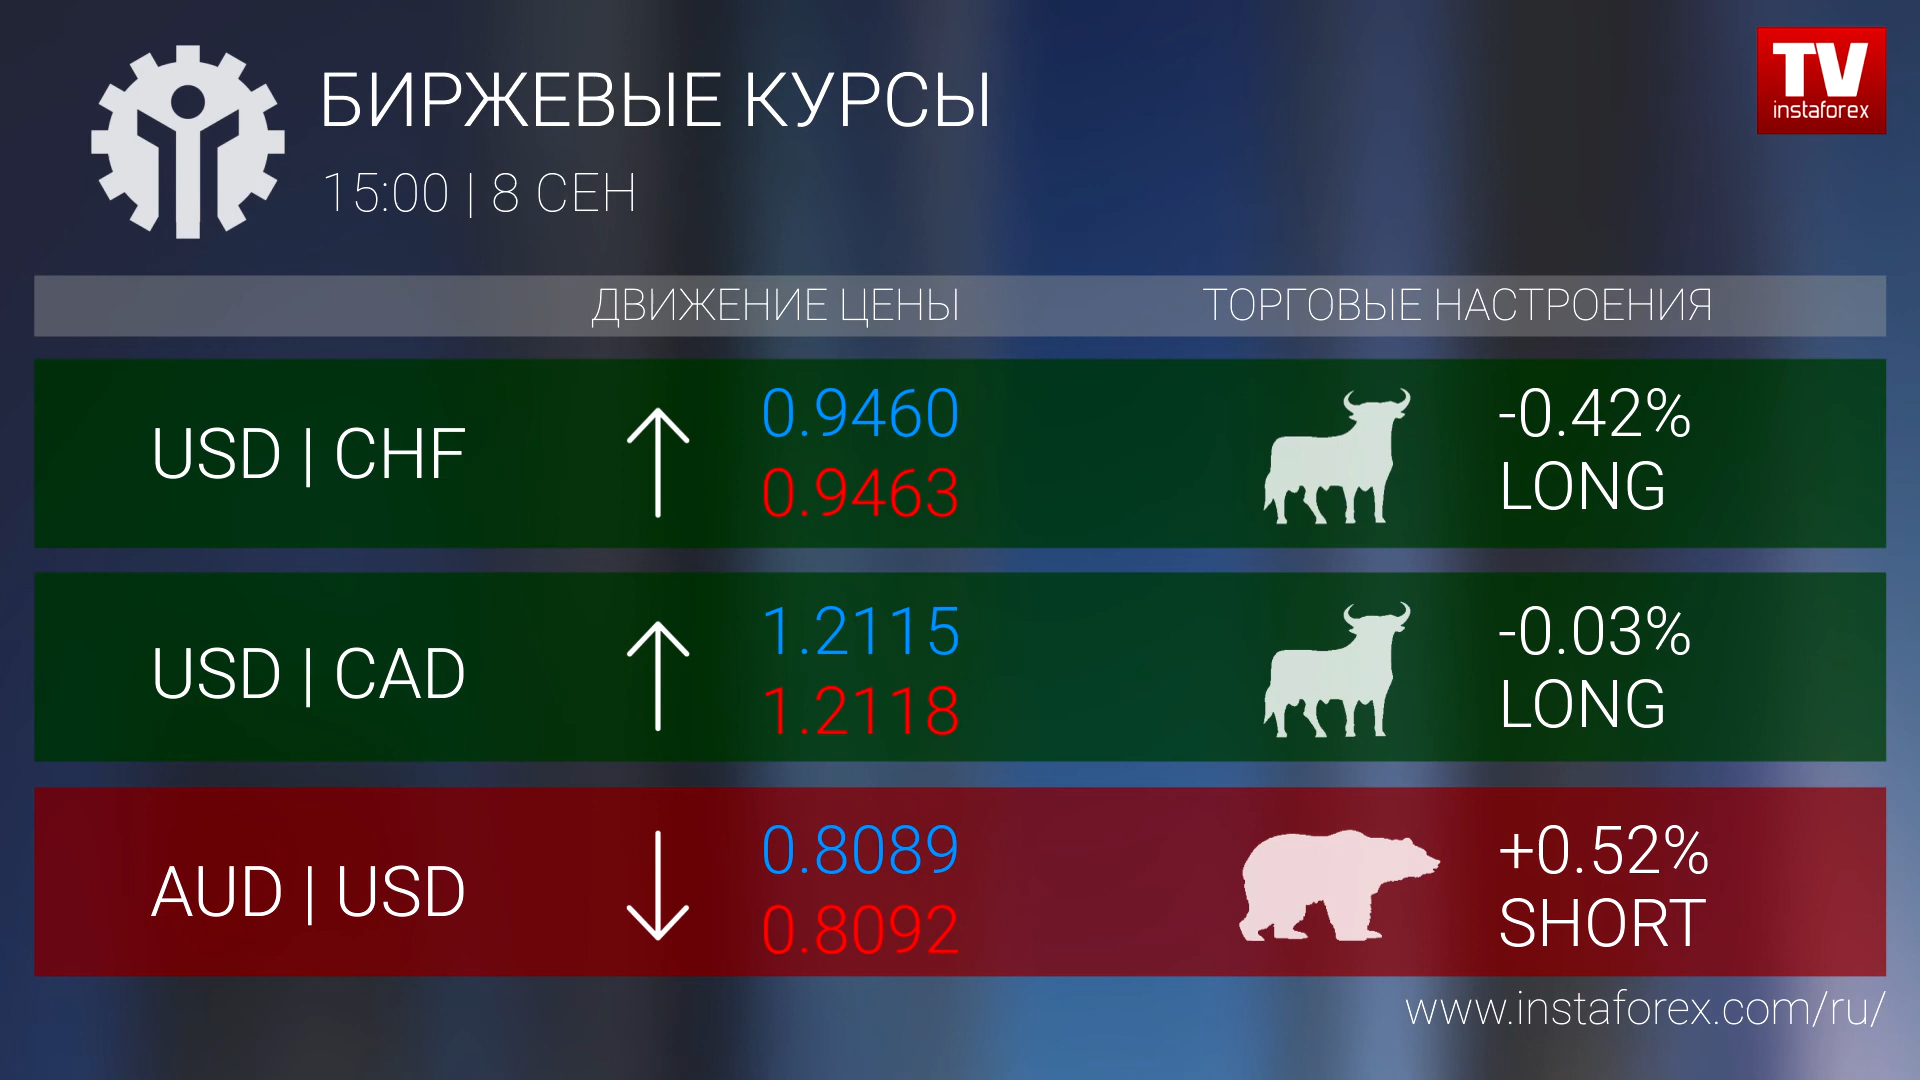 БИРЖЕВЫЕ КУРСЫ
15:00 | 8 СЕН
TV
instaforex
ДВИЖЕНИЕ ЦЕНЫ
ТОРГОВЫЕ НАСТРОЕНИЯ
USD | CHF
0.9460
0.9463
-0.42%
LONG
USD | CAD
1.2115
1.2118
-0.03%
LONG
AUD | USD
0.8089
0.8092
+0.52%
SHORT
www.instaforex.com/ru/